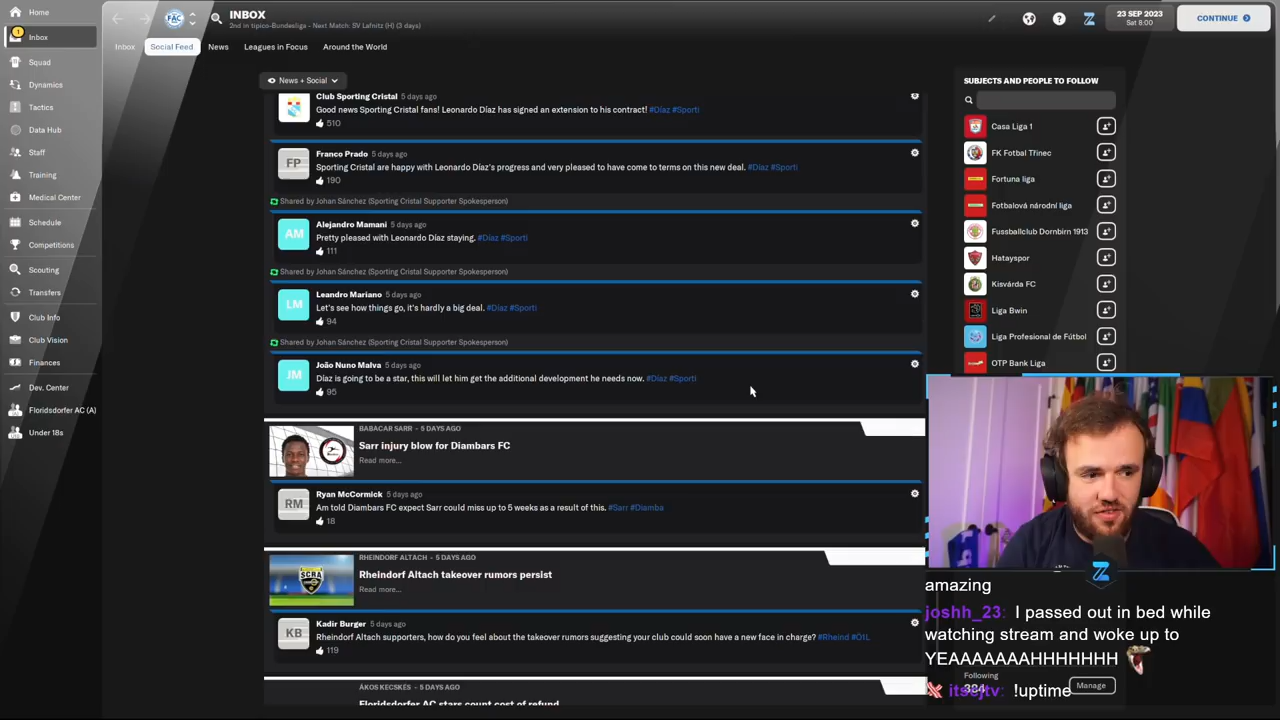 Home
INBOX
2nd in tipico-Bundesliga - Next Match: SV Lafnitz (3 days)
23 SEP 2023
Sat 8:00
CONTINUE
FAC
1
Inbox
Squad
Dynamics
Tactics
Data Hub
Staff
Training
Medical Center
Schedule
Competitions
Scouting
Transfers
Club Info
Club Vision
Finances
Dev. Center
Floridsdorfer AC (A)
Under 18s
Inbox
Social Feed
News
Leagues in Focus
Around the World
News + Social
Club Sporting Cristal 5 days ago
Good news Sporting Cristal fans! Leonardo Díaz has signed an extension to his contract! #Díaz #Sporti
510
FP
Franco Prado 5 days ago
Sporting Cristal are happy with Leonardo Díaz's progress and very pleased to have come to terms on this new deal. #Díaz #Sporti
190
Shared by Johan Sánchez (Sporting Cristal Supporter Spokesperson)
AM
Alejandro Mamani 5 days ago
Pretty pleased with Leonardo Díaz staying. #Díaz #Sporti
111
Shared by Johan Sánchez (Sporting Cristal Supporter Spokesperson)
LM
Leandro Mariano 5 days ago
Let's see how things go, it's hardly a big deal. #Díaz #Sporti
94
Shared by Johan Sánchez (Sporting Cristal Supporter Spokesperson)
JM
João Nuno Malva 5 days ago
Díaz is going to be a star, this will let him get the additional development he needs now. #Díaz #Sporti
95
BABACAR SARR - 5 DAYS AGO
Sarr injury blow for Diambars FC
Read more...
RM
Ryan McCormick 5 days ago
Am told Diambars FC expect Sarr could miss up to 5 weeks as a result of this. #Sarr #Diamba
18
RHEINDORF ALTACH - 5 DAYS AGO
Rheindorf Altach takeover rumors persist
Read more...
SCRA
KB
Kadir Burger 5 days ago
Rheindorf Altach supporters, how do you feel about the takeover rumors suggesting your club could soon have a new face in charge? #Rheind #Ö1L
119
ÁKOS KECSKÉS - 5 DAYS AGO
Floridsdorfer AC stars count cost of refund
SUBJECTS AND PEOPLE TO FOLLOW
Casa Liga 1
FK Fotbal Třinec
Fortuna liga
Fotbalová národní liga
Fussballclub Dornbirn 1913
Hatayspor
Kisvárda FC
Liga Bwin
Liga Profesional de Fútbol
OTP Bank Liga
amazing
joshh_23: I passed out in bed while
watching stream and woke up to
YEAAAAAAAHHHHHHH
Following
384
Manage
itssjtv: !uptime